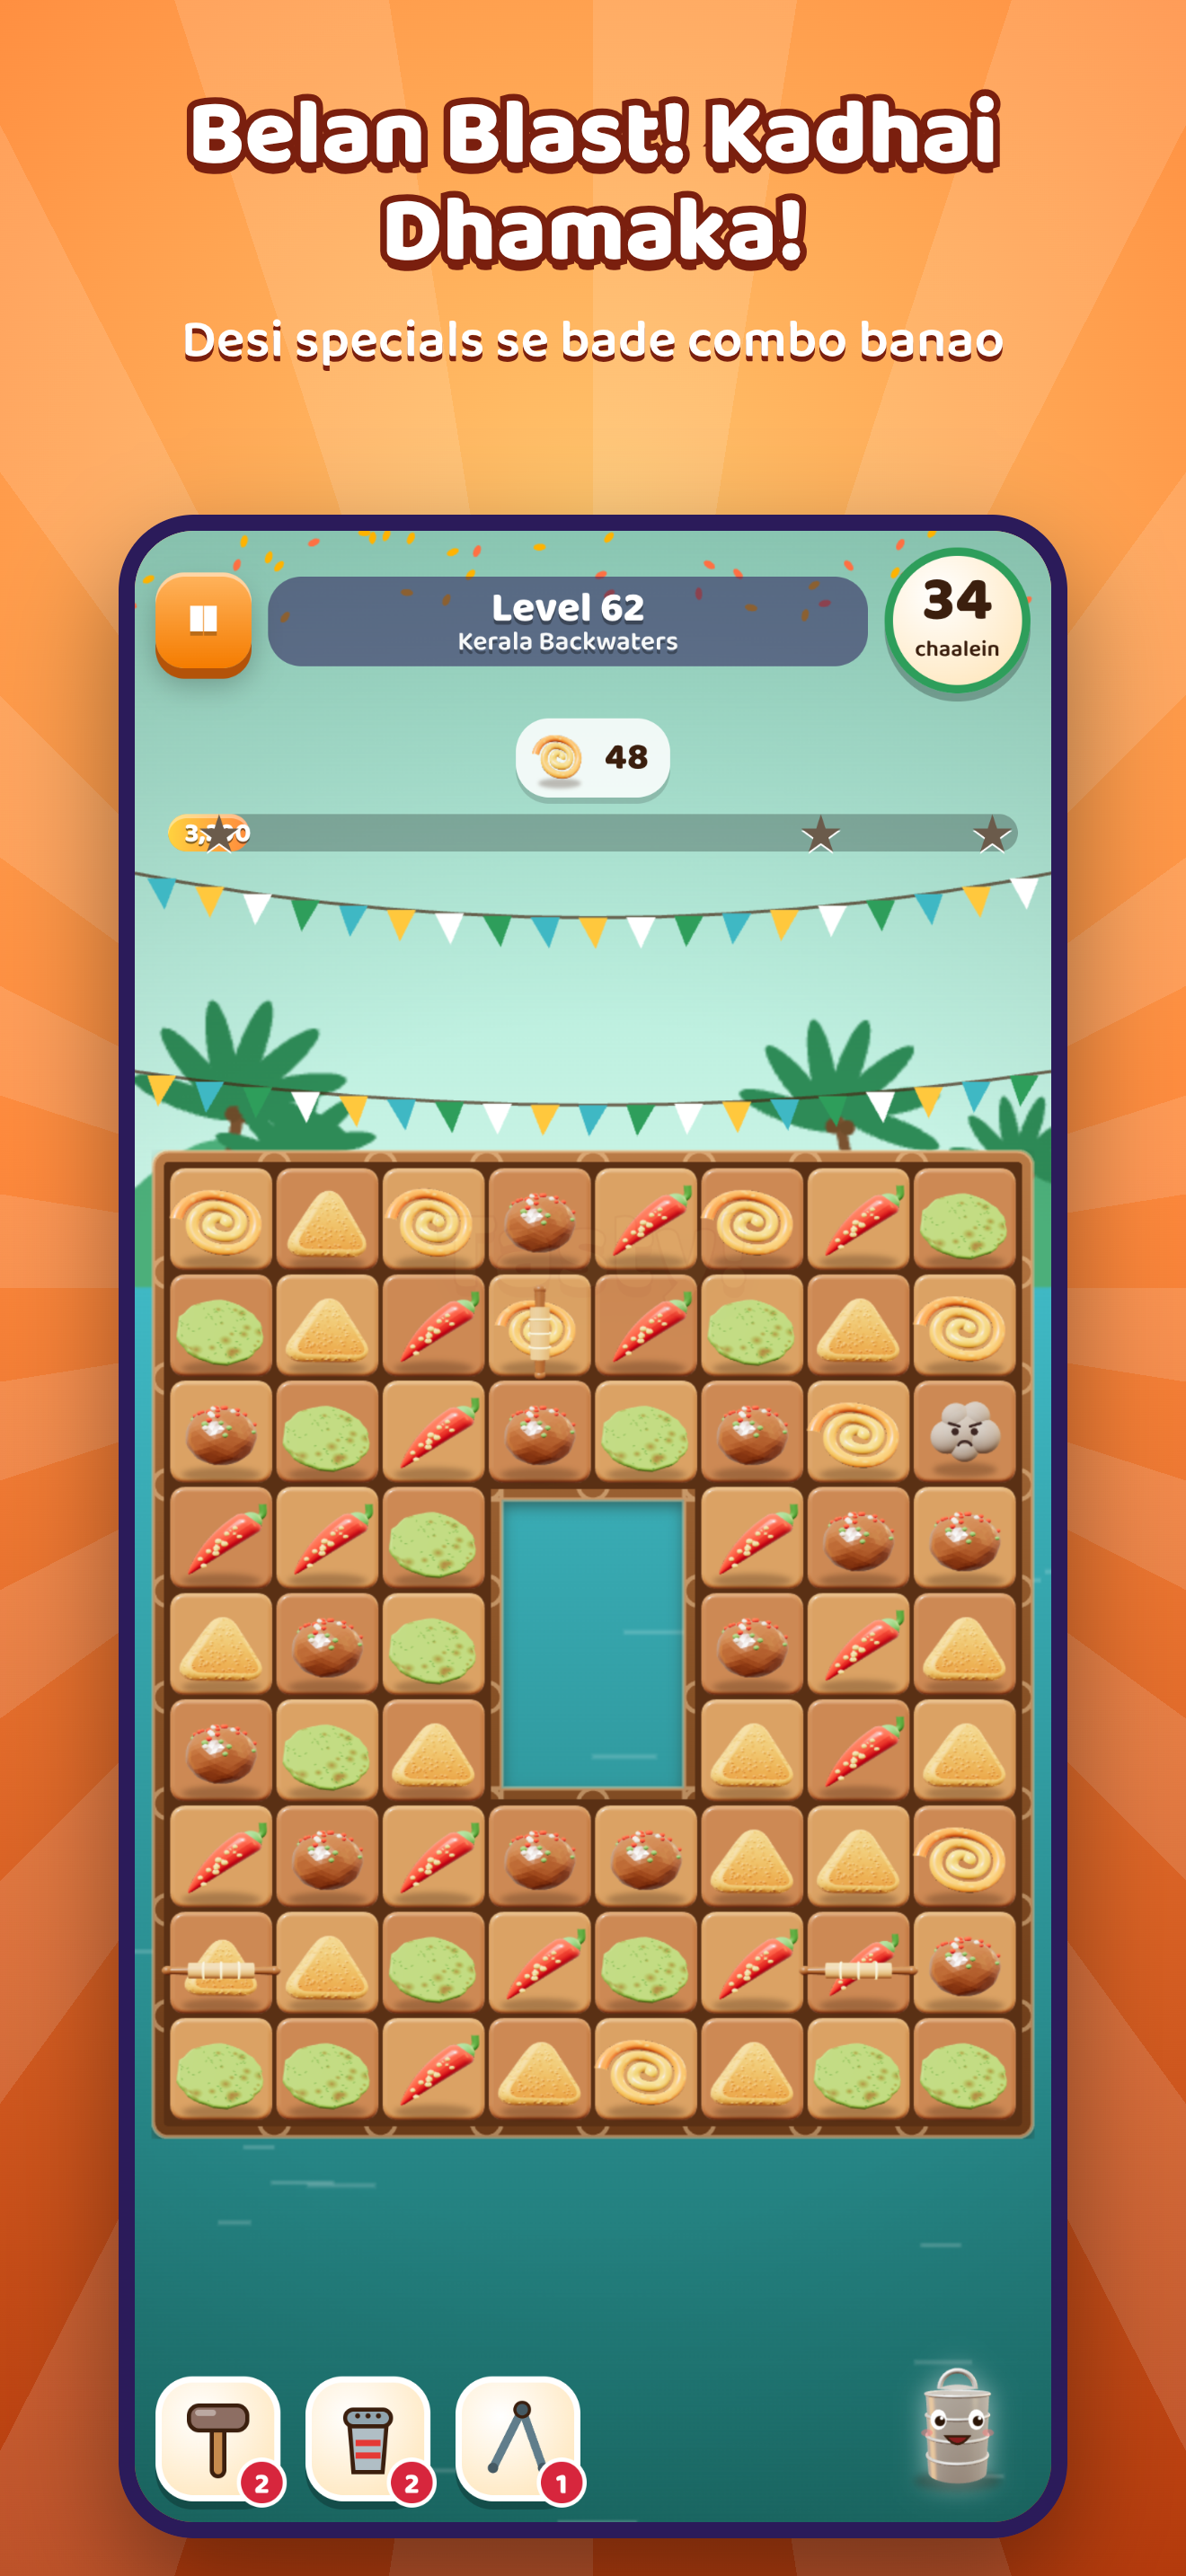 Belan Blast! Kadhai
Dhamaka!
Desi specials se bade combo banao
Level 62
Kerala Backwaters
34
chaalein
48
2
2
1